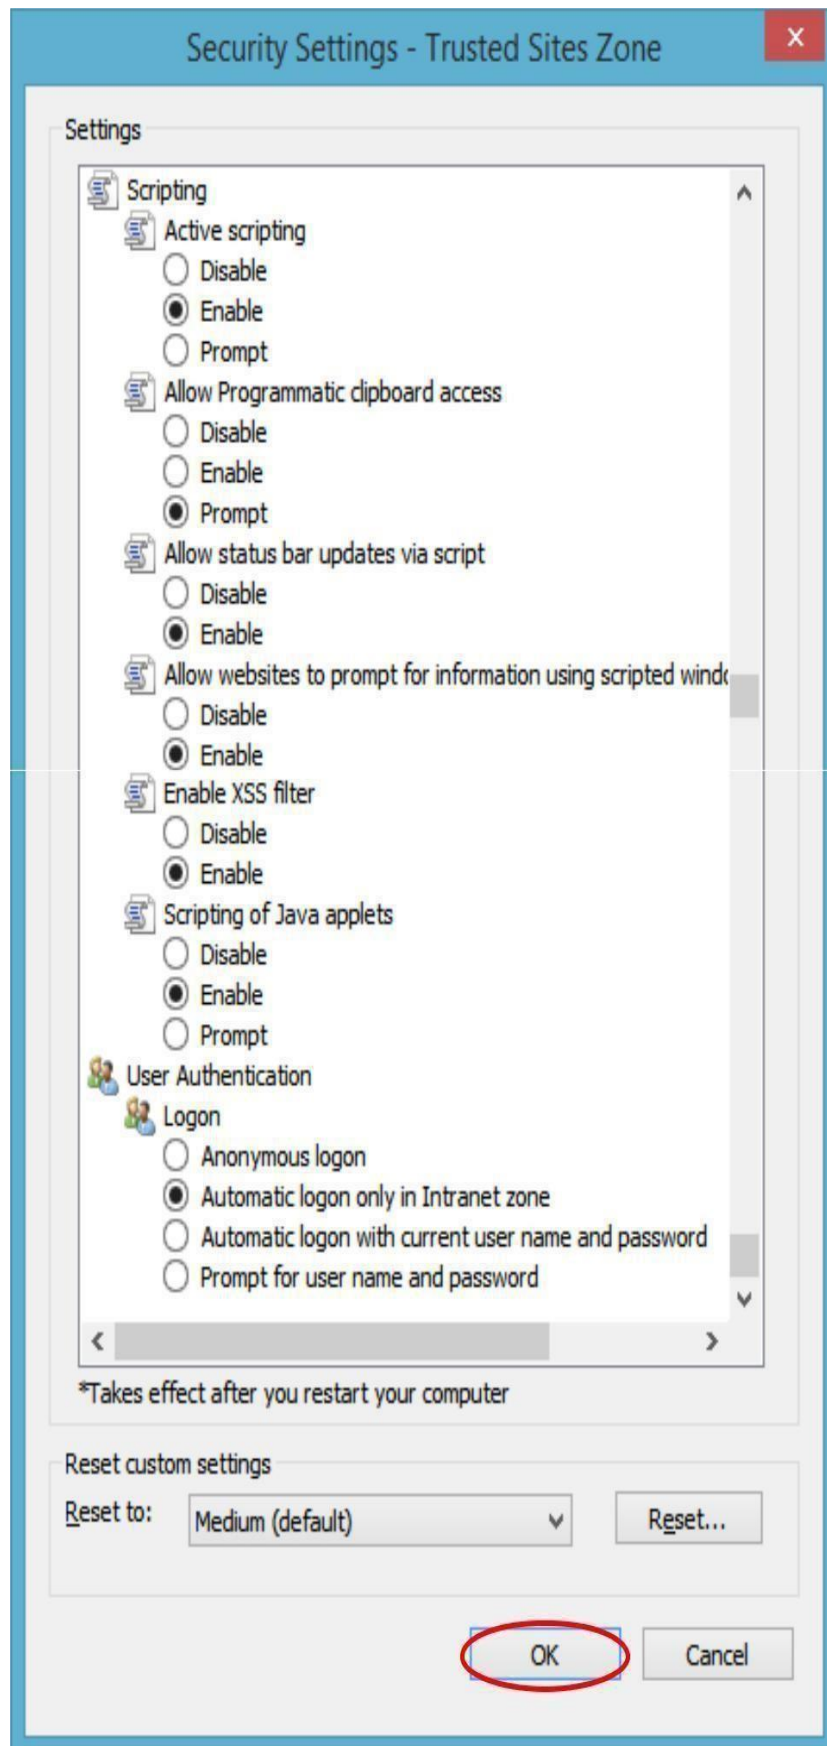 Security Settings - Trusted Sites Zone
X
Settings
Scripting
Active scripting
Disable
Enable
Prompt
Allow Programmatic clipboard access
Disable
Enable
Prompt
Allow status bar updates via script
Disable
Enable
Allow websites to prompt for information using scripted windo
Disable
Enable
Enable XSS filter
Disable
Enable
Scripting of Java applets
Disable
Enable
Prompt
User Authentication
Logon
Anonymous logon
Automatic logon only in Intranet zone
Automatic logon with current user name and password
Prompt for user name and password
*Takes effect after you restart your computer
Reset custom settings
Reset to: Medium (default) Reset...
OK Cancel